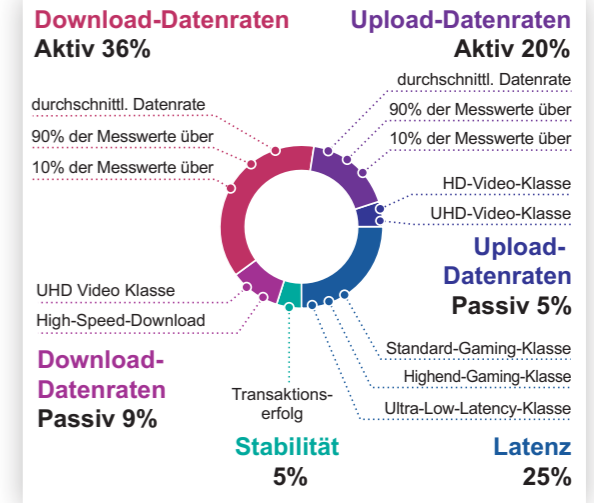 Download-Datenraten
Aktiv 36%
durchschnittl. Datenrate
90% der Messwerte über
10% der Messwerte über
Upload-Datenraten
Aktiv 20%
durchschnittl. Datenrate
90% der Messwerte über
10% der Messwerte über
HD-Video-Klasse
UHD-Video-Klasse
Upload-
Datenraten
Passiv 5%
UHD Video Klasse
High-Speed-Download
Download-
Datenraten
Passiv 9%
Transaktions-
erfolg
Stabilität
5%
Standard-Gaming-Klasse
Highend-Gaming-Klasse
Ultra-Low-Latency-Klasse
Latenz
25%